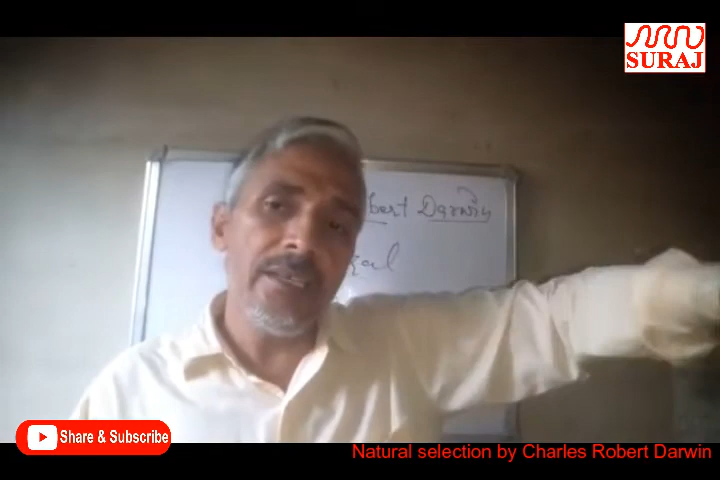 SURAJ
bert Darwin
Share & Subscribe
Natural selection by Charles Robert Darwin